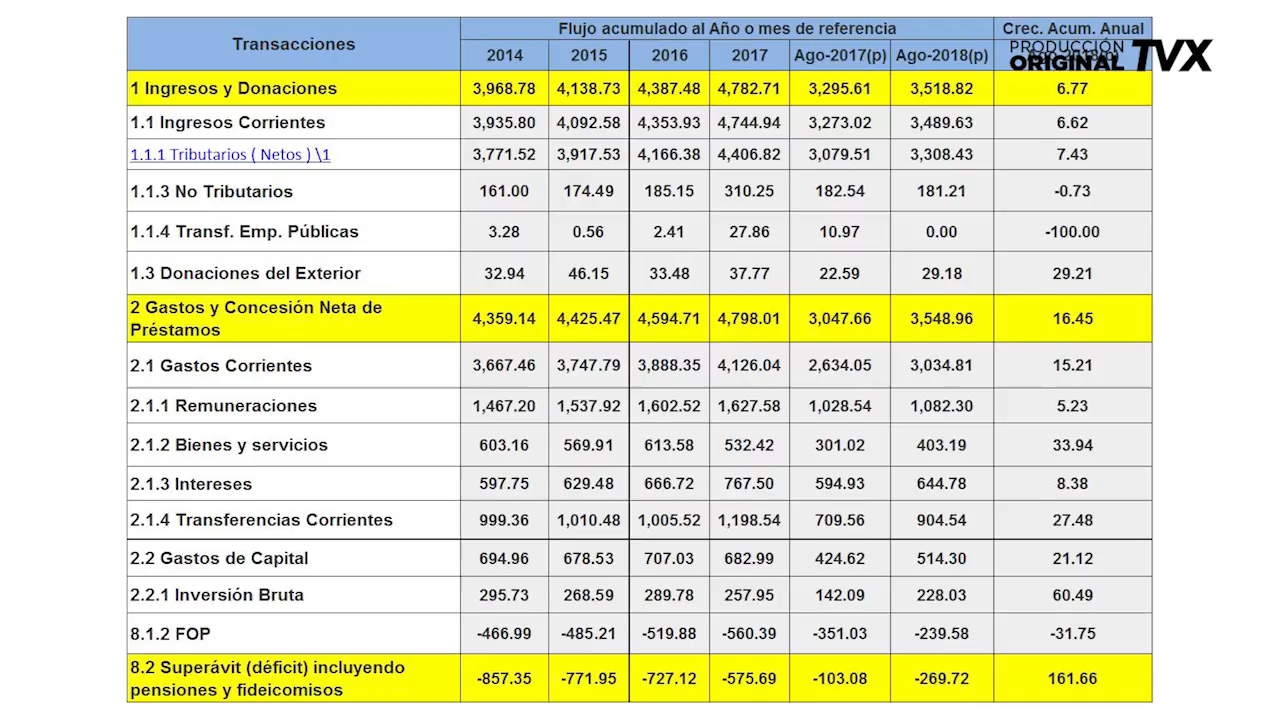 Transacciones Flujo acumulado al Año o mes de referencia Crec. Acum. Anual
2014 2015 2016 2017 Ago-2017(p) Ago-2018(p)
PRODUCCIÓN
ORIGINAL TVX
1 Ingresos y Donaciones 3,968.78 4,138.73 4,387.48 4,782.71 3,295.61 3,518.82 6.77
1.1 Ingresos Corrientes 3,935.80 4,092.58 4,353.93 4,744.94 3,273.02 3,489.63 6.62
1.1.1 Tributarios ( Netos ) \1 3,771.52 3,917.53 4,166.38 4,406.82 3,079.51 3,308.43 7.43
1.1.3 No Tributarios 161.00 174.49 185.15 310.25 182.54 181.21 -0.73
1.1.4 Transf. Emp. Públicas 3.28 0.56 2.41 27.86 10.97 0.00 -100.00
1.3 Donaciones del Exterior 32.94 46.15 33.48 37.77 22.59 29.18 29.21
2 Gastos y Concesión Neta de
Préstamos 4,359.14 4,425.47 4,594.71 4,798.01 3,047.66 3,548.96 16.45
2.1 Gastos Corrientes 3,667.46 3,747.79 3,888.35 4,126.04 2,634.05 3,034.81 15.21
2.1.1 Remuneraciones 1,467.20 1,537.92 1,602.52 1,627.58 1,028.54 1,082.30 5.23
2.1.2 Bienes y servicios 603.16 569.91 613.58 532.42 301.02 403.19 33.94
2.1.3 Intereses 597.75 629.48 666.72 767.50 594.93 644.78 8.38
2.1.4 Transferencias Corrientes 999.36 1,010.48 1,005.52 1,198.54 709.56 904.54 27.48
2.2 Gastos de Capital 694.96 678.53 707.03 682.99 424.62 514.30 21.12
2.2.1 Inversión Bruta 295.73 268.59 289.78 257.95 142.09 228.03 60.49
8.1.2 FOP -466.99 -485.21 -519.88 -560.39 -351.03 -239.58 -31.75
8.2 Superávit (déficit) incluyendo
pensiones y fideicomisos -857.35 -771.95 -727.12 -575.69 -103.08 -269.72 161.66